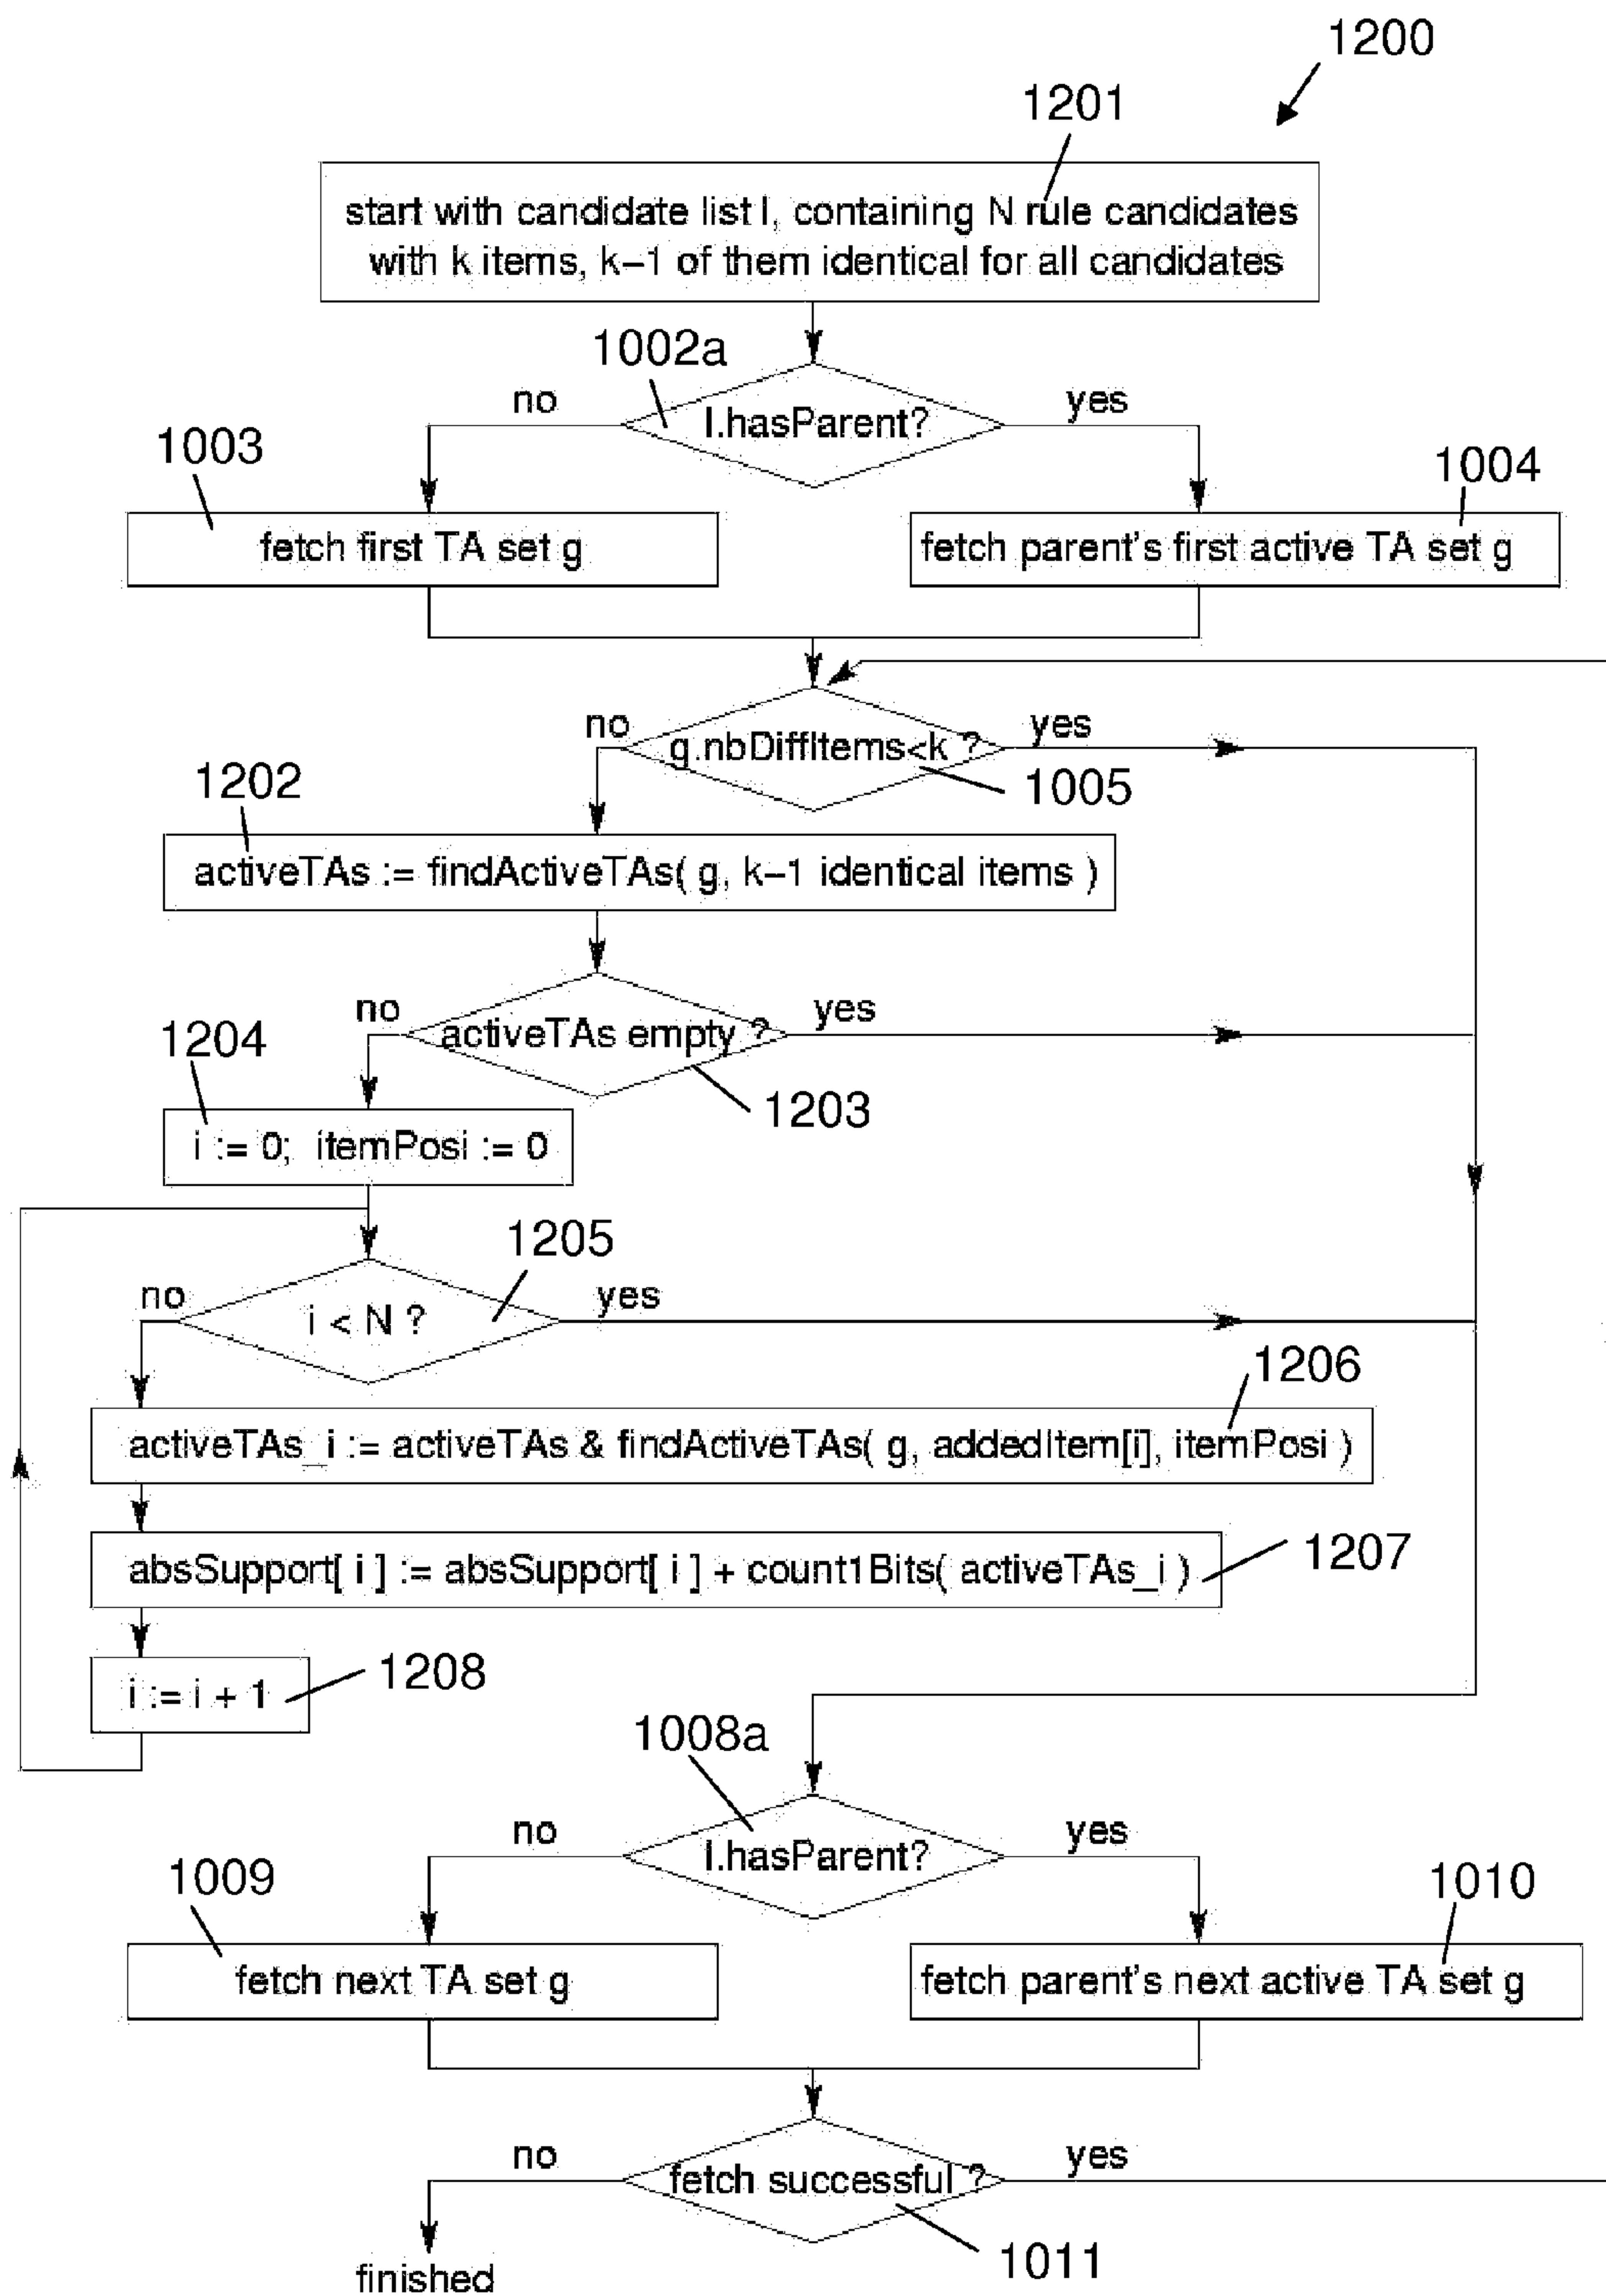 1200
1201
start with candidate list l, containing N rule candidates
with k items, k−1 of them identical for all candidates
1002a
no
l.hasParent?
yes
1003
1004
fetch first TA set g
fetch parent's first active TA set g
no
g.nbDiffItems<k ?
yes
1005
1202
activeTAs := findActiveTAs( g, k−1 identical items )
no
activeTAs empty ?
yes
1203
1204
i := 0; itemPosi := 0
1205
no
i < N ?
yes
1206
activeTAs_i := activeTAs & findActiveTAs( g, addedItem[i], itemPosi )
absSupport[ i ] := absSupport[ i ] + count1Bits( activeTAs_i )
1207
i := i + 1
1208
1008a
no
l.hasParent?
yes
1009
1010
fetch next TA set g
fetch parent's next active TA set g
no
fetch successful ?
yes
1011
finished